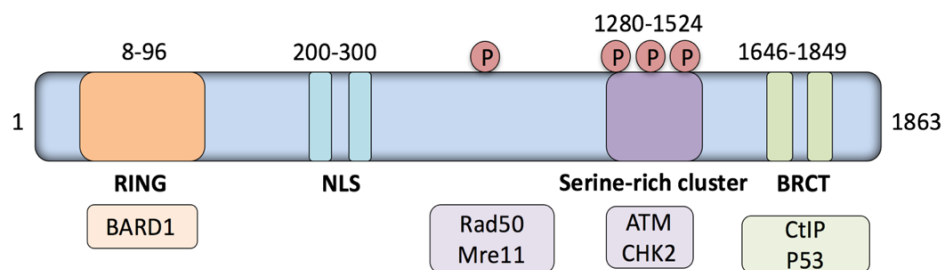 1280-1524
8-96
200-300
1646-1849
P
P
P
P
1
1863
RING
NLS
Serine-rich cluster
BRCT
BARD1
Rad50
Mre11
ATM
CHK2
CtIP
P53